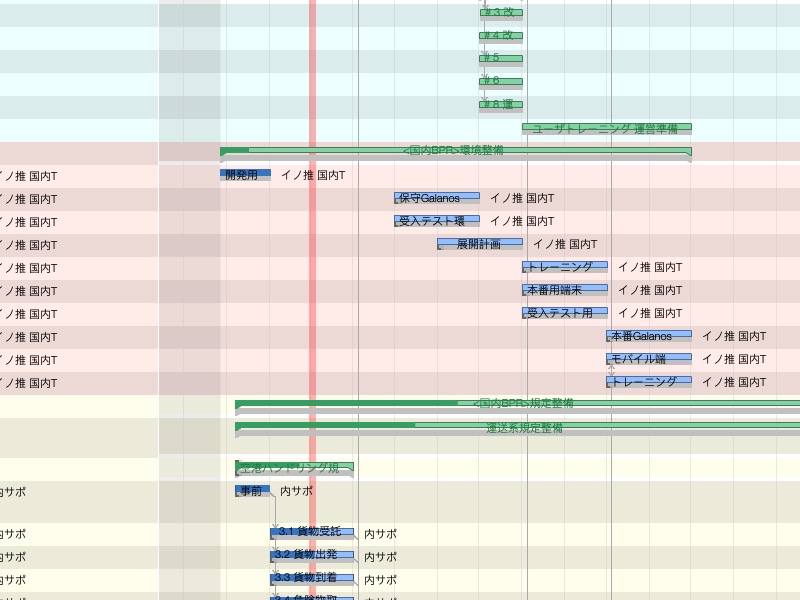 #3 改
#4 改
#5
#6
#8 運
ユーザトレーニング 運営準備
<国内BPR>環境整備
イノ推 国内T 開発用 イノ推 国内T
イノ推 国内T 保守Galanos イノ推 国内T
イノ推 国内T 受入テスト環 イノ推 国内T
イノ推 国内T 展開計画 イノ推 国内T
イノ推 国内T トレーニング イノ推 国内T
イノ推 国内T 本番用端末 イノ推 国内T
イノ推 国内T 受入テスト用 イノ推 国内T
イノ推 国内T 本番Galanos イノ推 国内T
イノ推 国内T モバイル端 イノ推 国内T
イノ推 国内T トレーニング イノ推 国内T
<国内BPR>規定整備
運送系規定整備
空港ハンドリング規
内サポ 事前 内サポ
内サポ 3.1 貨物受託 内サポ
内サポ 3.2 貨物出発 内サポ
内サポ 3.3 貨物到着 内サポ
3.4 危険物取